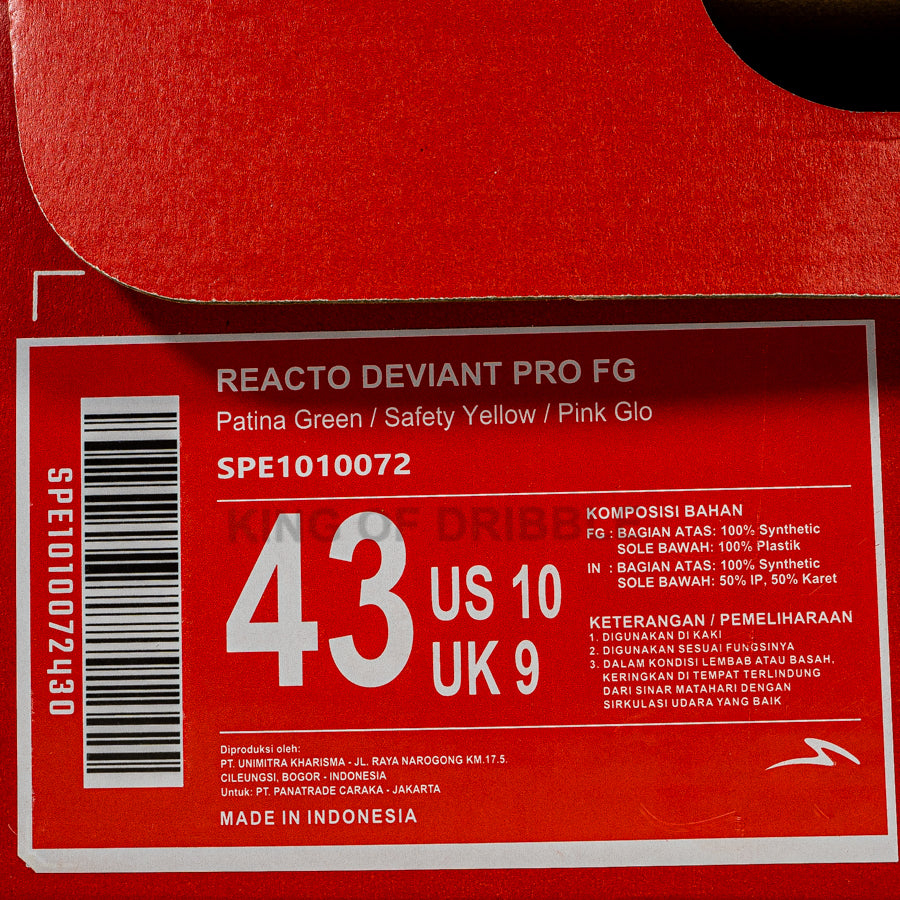 REACTO DEVIANT PRO FG
Patina Green / Safety Yellow / Pink Glo
SPE1010072
SPE1010072430
KING OF DRIBB
43
US 10
UK 9
KOMPOSISI BAHAN
FG : BAGIAN ATAS: 100% Synthetic
SOLE BAWAH: 100% Plastik
IN : BAGIAN ATAS: 100% Synthetic
SOLE BAWAH: 50% IP, 50% Karet
KETERANGAN / PEMELIHARAAN
1. DIGUNAKAN DI KAKI
2. DIGUNAKAN SESUAI FUNGSINYA
3. DALAM KONDISI LEMBAB ATAU BASAH,
KERINGKAN DI TEMPAT TERLINDUNG
DARI SINAR MATAHARI DENGAN
SIRKULASI UDARA YANG BAIK
Diproduksi oleh:
PT. UNIMITRA KHARISMA - JL. RAYA NAROGONG KM.17.5.
CILEUNGSI, BOGOR - INDONESIA
Untuk: PT. PANATRADE CARAKA - JAKARTA
MADE IN INDONESIA